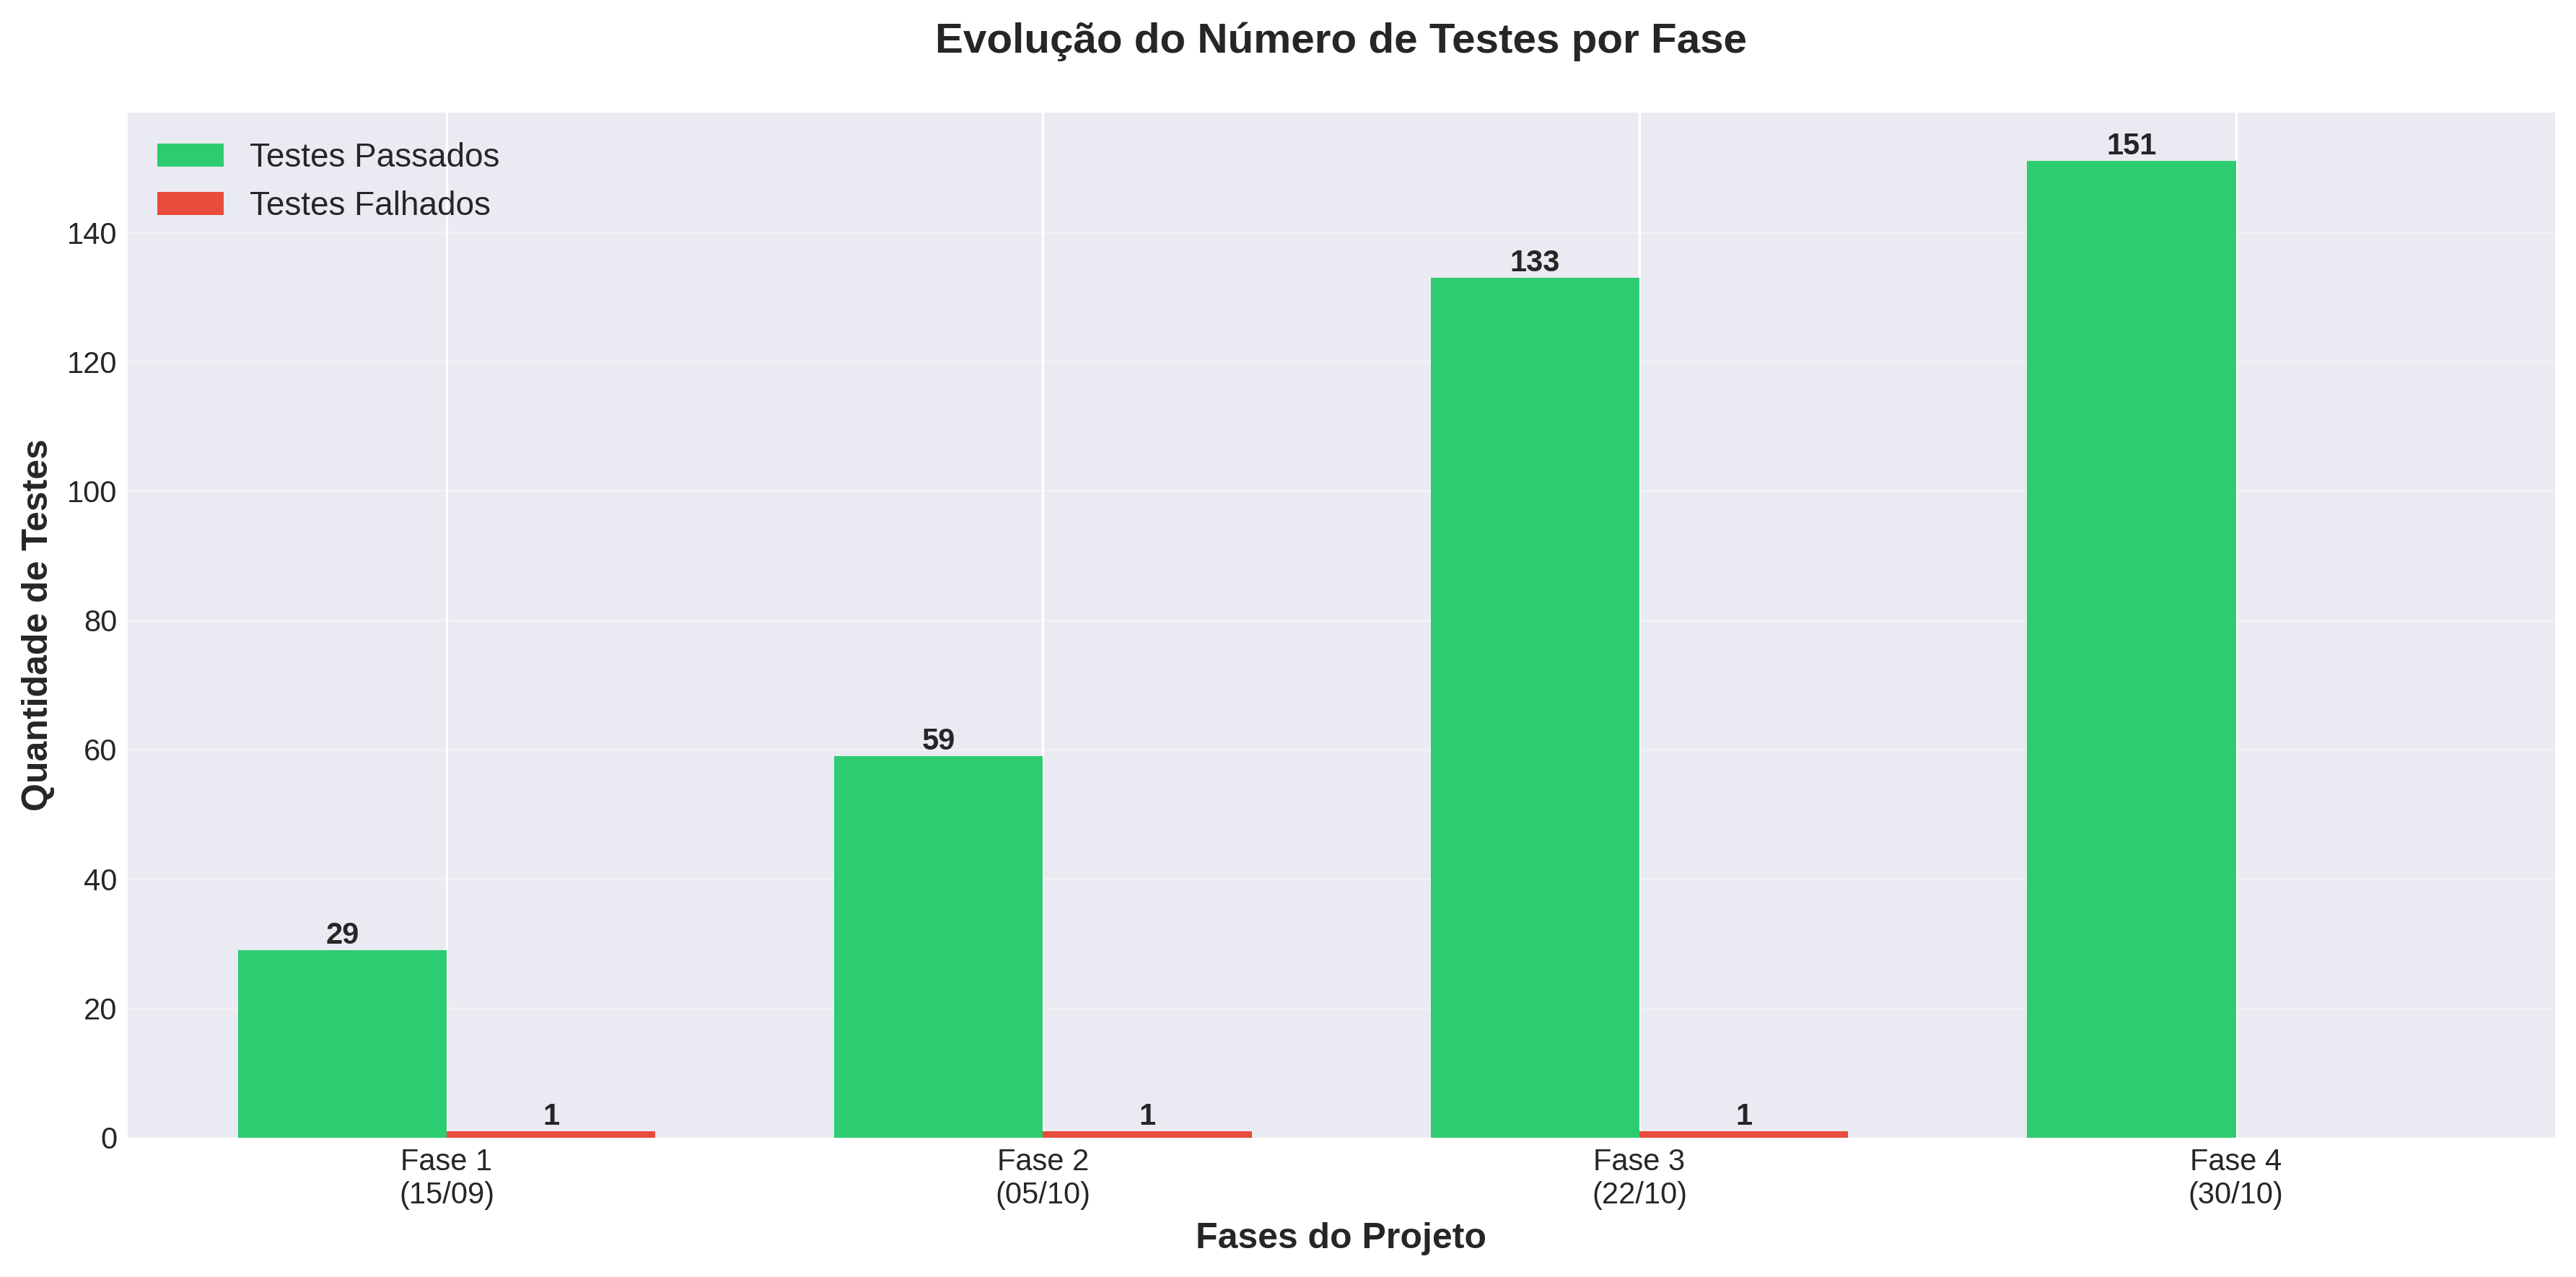 Evolução do Número de Testes por Fase
Testes Passados
Testes Falhados
Quantidade de Testes
140
120
100
80
60
40
20
0
29
1
59
1
133
1
151
Fase 1
(15/09)
Fase 2
(05/10)
Fase 3
(22/10)
Fase 4
(30/10)
Fases do Projeto